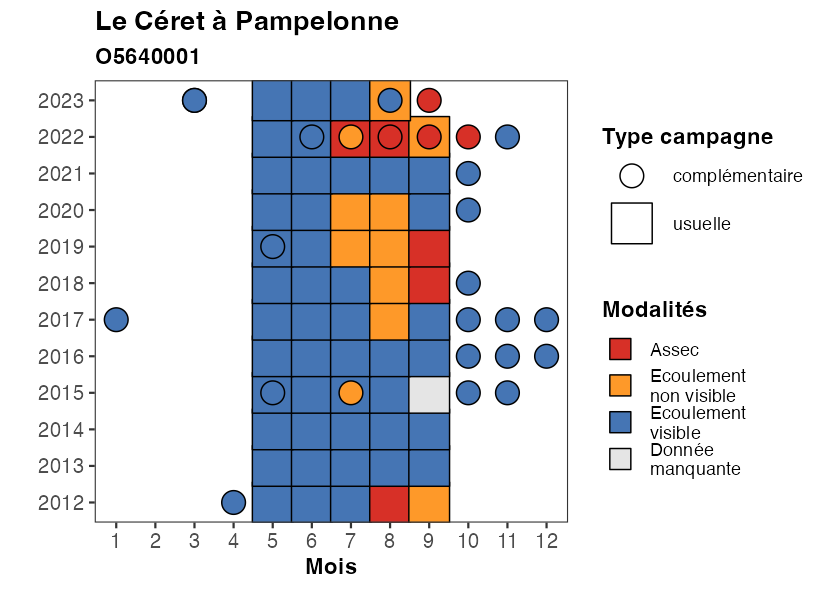 Le Céret à Pampelonne
O5640001
2023
2022
2021
2020
2019
2018
2017
2016
2015
2014
2013
2012
1 2 3 4 5 6 7 8 9 10 11 12
Mois
Type campagne
complémentaire
usuelle
Modalités
Assec
Ecoulement
non visible
Ecoulement
visible
Donnée
manquante